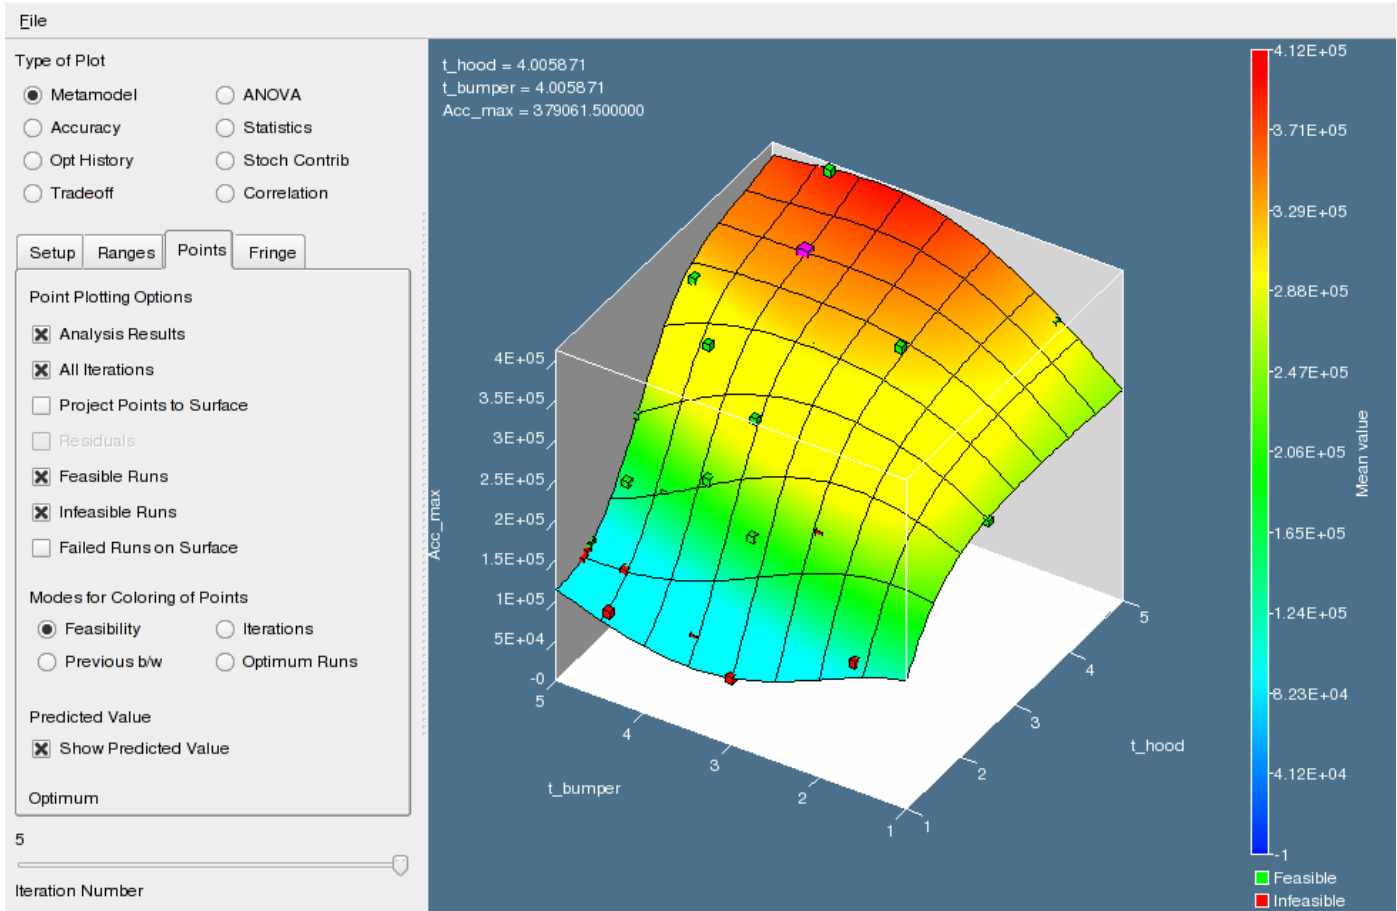 File
Type of Plot
Metamodel
ANOVA
Accuracy
Statistics
Opt History
Stoch Contrib
Tradeoff
Correlation
Setup
Ranges
Points
Fringe
Point Plotting Options
Analysis Results
All Iterations
Project Points to Surface
Residuals
Feasible Runs
Infeasible Runs
Failed Runs on Surface
Modes for Coloring of Points
Feasibility
Iterations
Previous b/w
Optimum Runs
Predicted Value
Show Predicted Value
Optimum
5
Iteration Number
t_hood = 4.005871
t_bumper = 4.005871
Acc_max = 379061.500000
4E+05
3.5E+05
3E+05
2.5E+05
2E+05
1.5E+05
1E+05
5E+04
-0
Acc_max
5
4
3
2
1
t_bumper
1
2
3
4
5
t_hood
4.12E+05
3.71E+05
3.29E+05
2.88E+05
2.47E+05
2.06E+05
1.65E+05
1.24E+05
8.23E+04
4.12E+04
-1
Mean value
Feasible
Infeasible